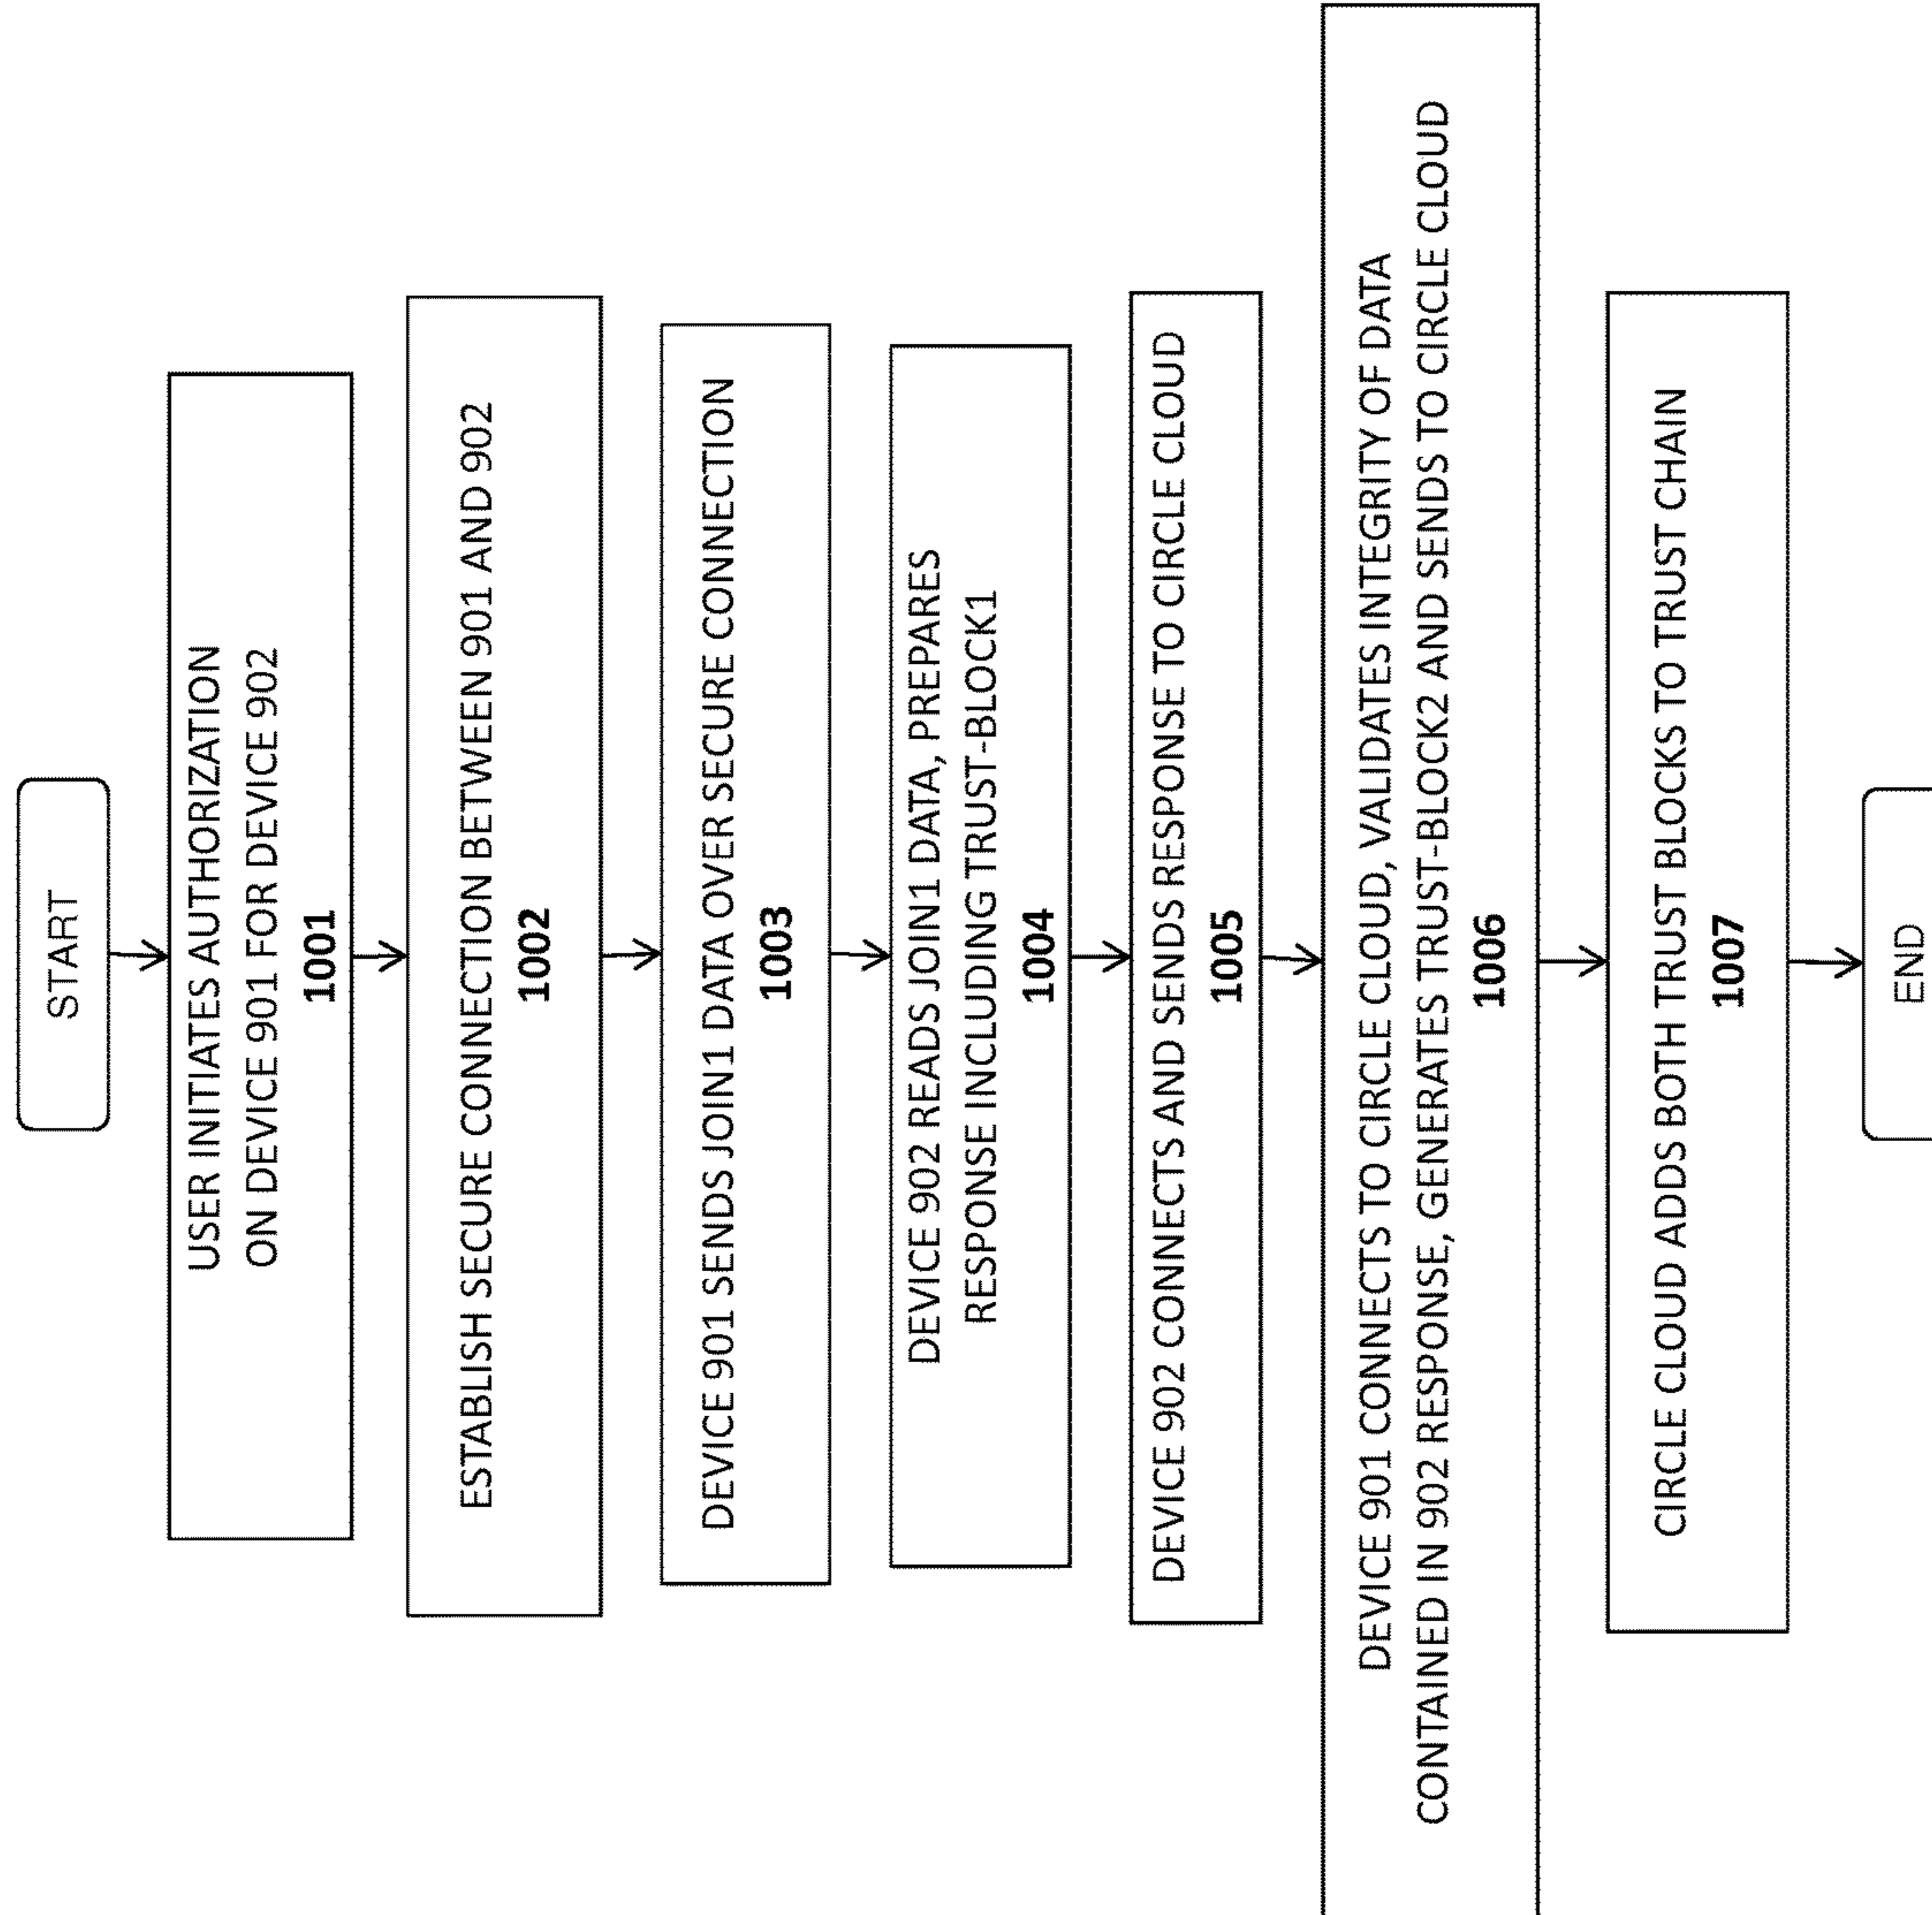 START
USER INITIATES AUTHORIZATION
ON DEVICE 901 FOR DEVICE 902
1001
ESTABLISH SECURE CONNECTION BETWEEN 901 AND 902
1002
DEVICE 901 SENDS JOIN1 DATA OVER SECURE CONNECTION
1003
DEVICE 902 READS JOIN1 DATA, PREPARES
RESPONSE INCLUDING TRUST-BLOCK1
1004
DEVICE 902 CONNECTS AND SENDS RESPONSE TO CIRCLE CLOUD
1005
DEVICE 901 CONNECTS TO CIRCLE CLOUD, VALIDATES INTEGRITY OF DATA
CONTAINED IN 902 RESPONSE, GENERATES TRUST-BLOCK2 AND SENDS TO CIRCLE CLOUD
1006
CIRCLE CLOUD ADDS BOTH TRUST BLOCKS TO TRUST CHAIN
1007
END